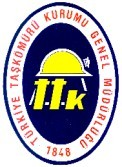 TÜRKİYE TAŞKÖMÜRÜ KURUMU GENEL MÜDÜRLÜĞÜ
TTK
1848